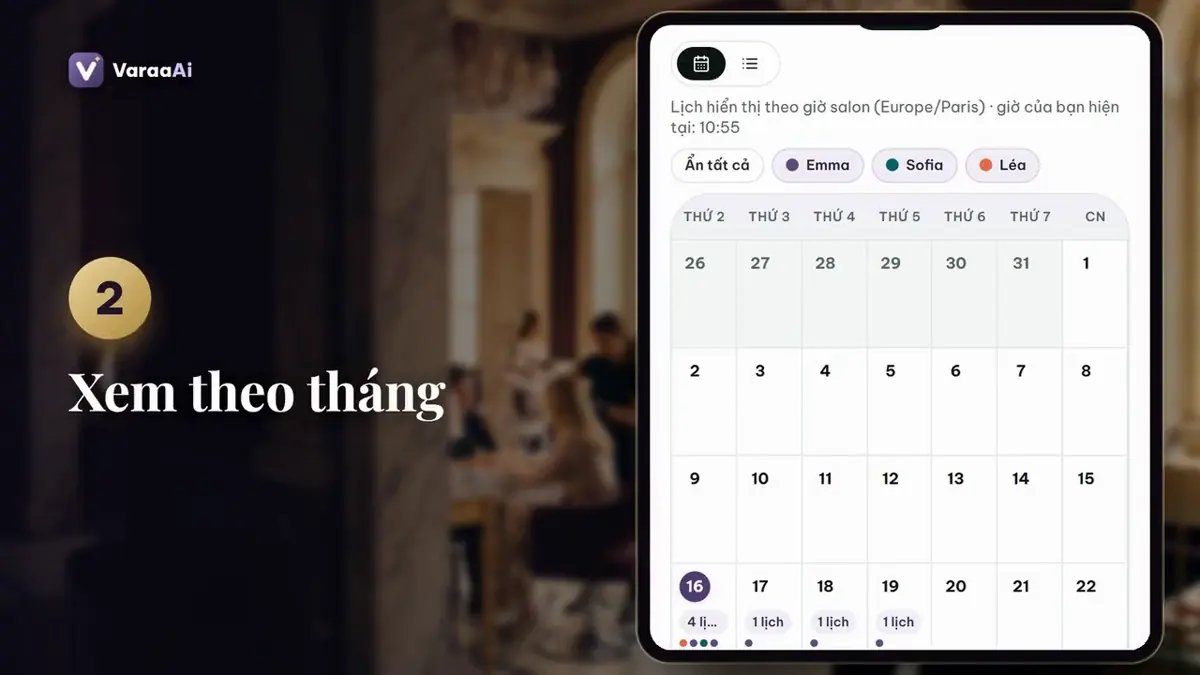 VaraaAi
2
Xem theo tháng
Lịch hiển thị theo giờ salon (Europe/Paris) · giờ của bạn hiện
tại: 10:55
Ẩn tất cả Emma Sofia Léa
THỨ 2 THỨ 3 THỨ 4 THỨ 5 THỨ 6 THỨ 7 CN
26 27 28 29 30 31 1
2 3 4 5 6 7 8
9 10 11 12 13 14 15
16 17 18 19 20 21 22
4 lị... 1 lịch 1 lịch 1 lịch